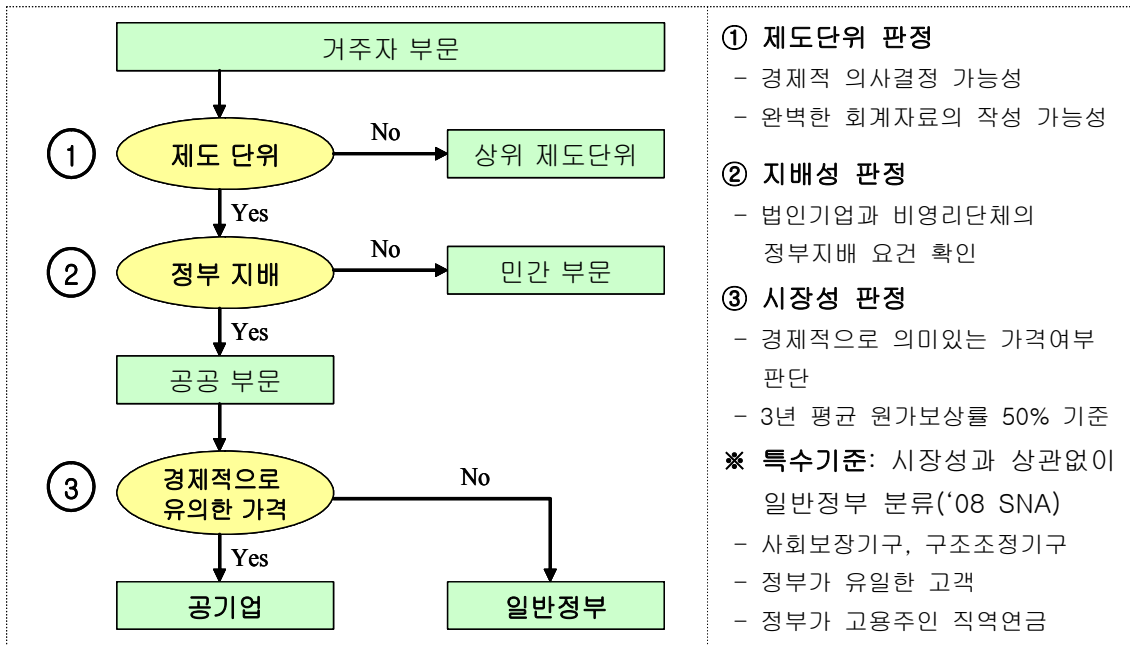 거주자 부문
①
제도 단위
No
상위 제도단위
Yes
②
정부 지배
No
민간 부문
Yes
공공 부문
③
경제적으로
유의한 가격
No
Yes
공기업
일반정부
① 제도단위 판정
- 경제적 의사결정 가능성
- 완벽한 회계자료의 작성 가능성
② 지배성 판정
- 법인기업과 비영리단체의
정부지배 요건 확인
③ 시장성 판정
- 경제적으로 의미있는 가격여부
판단
- 3년 평균 원가보상률 50% 기준
※ 특수기준: 시장성과 상관없이
일반정부 분류(‘08 SNA)
- 사회보장기구, 구조조정기구
- 정부가 유일한 고객
- 정부가 고용주인 직역연금